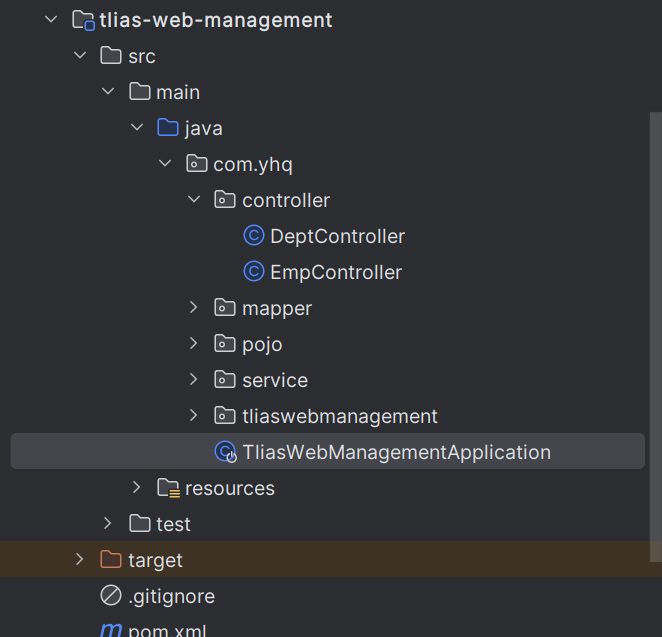 tlias-web-management
src
main
java
com.yhq
controller
DeptController
EmpController
mapper
pojo
service
tliaswebmanagement
TliasWebManagementApplication
resources
test
target
.gitignore
pom.xml